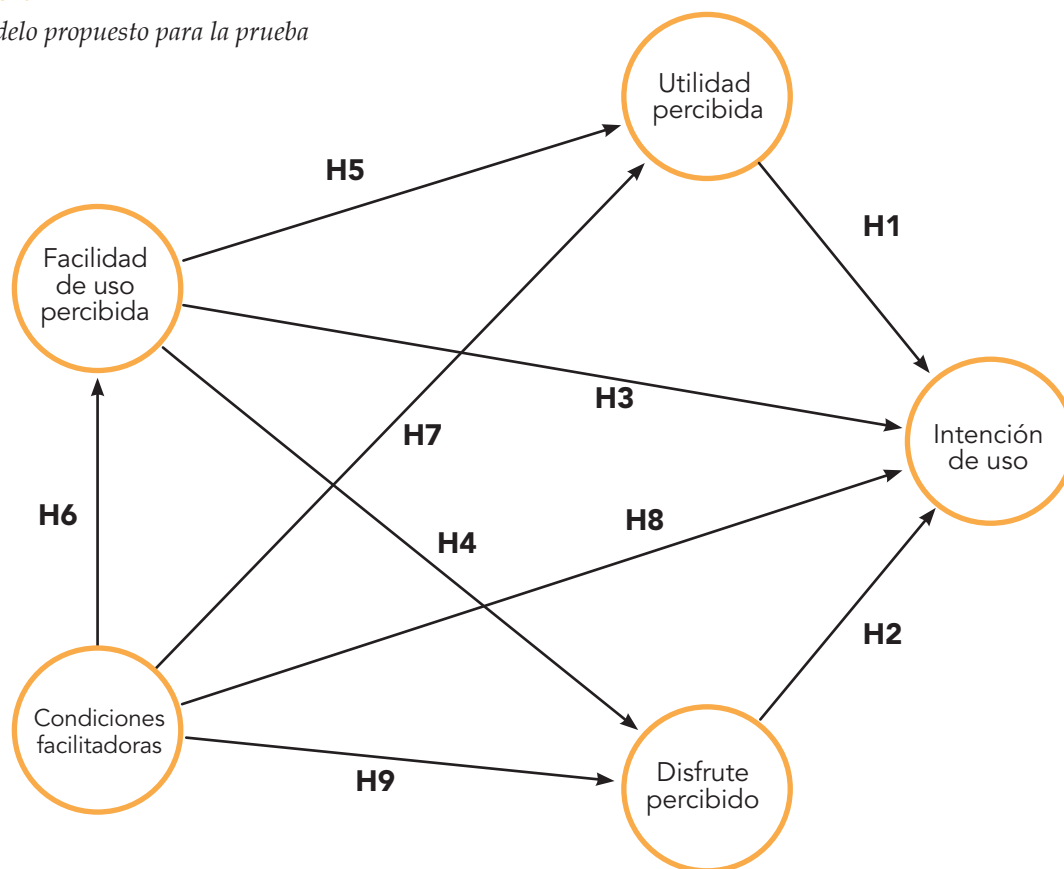 delo propuesto para la prueba
Utilidad
percibida
H5
H1
Facilidad
de uso
percibida
H3
H7
Intención
de uso
H6
H8
H4
H2
Condiciones
facilitadoras
H9
Disfrute
percibido